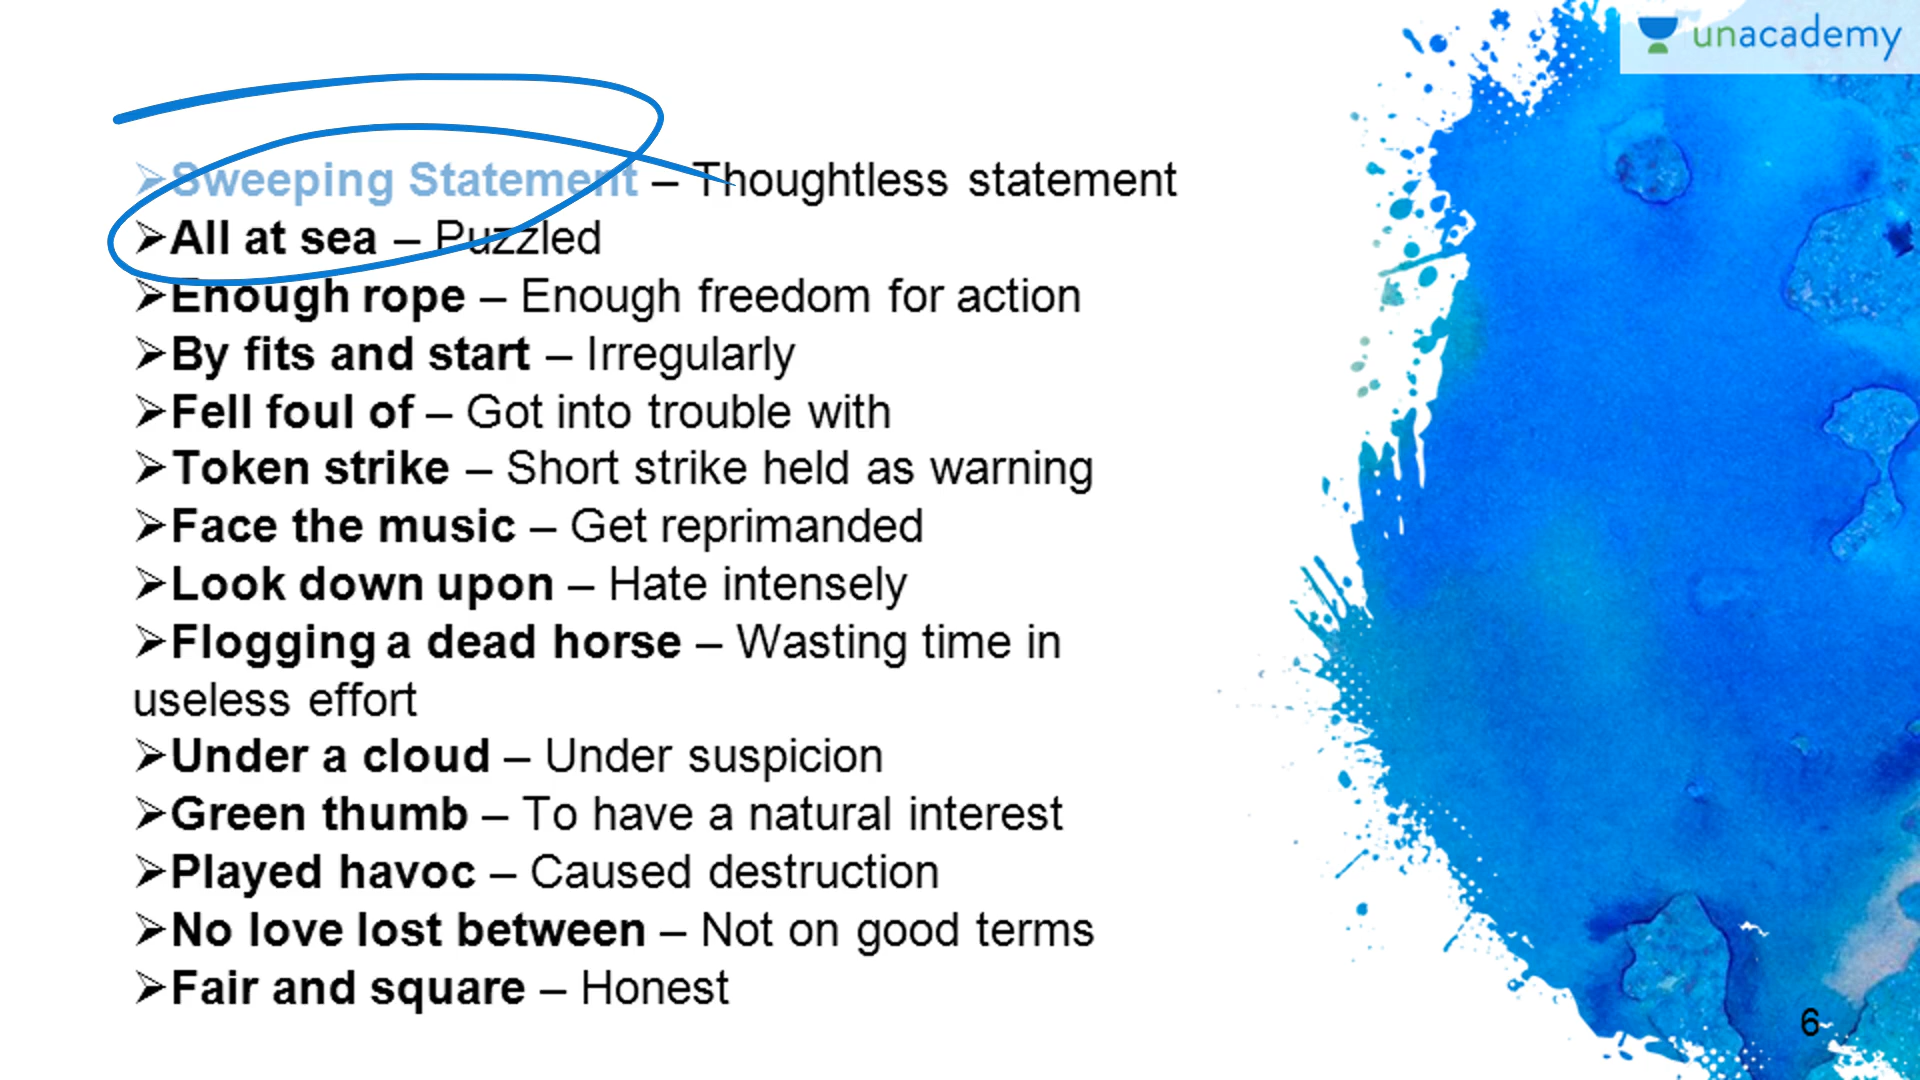 unacademy
➢Sweeping Statement – Thoughtless statement
➢All at sea – Puzzled
➢Enough rope – Enough freedom for action
➢By fits and start – Irregularly
➢Fell foul of – Got into trouble with
➢Token strike – Short strike held as warning
➢Face the music – Get reprimanded
➢Look down upon – Hate intensely
➢Flogging a dead horse – Wasting time in
useless effort
➢Under a cloud – Under suspicion
➢Green thumb – To have a natural interest
➢Played havoc – Caused destruction
➢No love lost between – Not on good terms
➢Fair and square – Honest
6